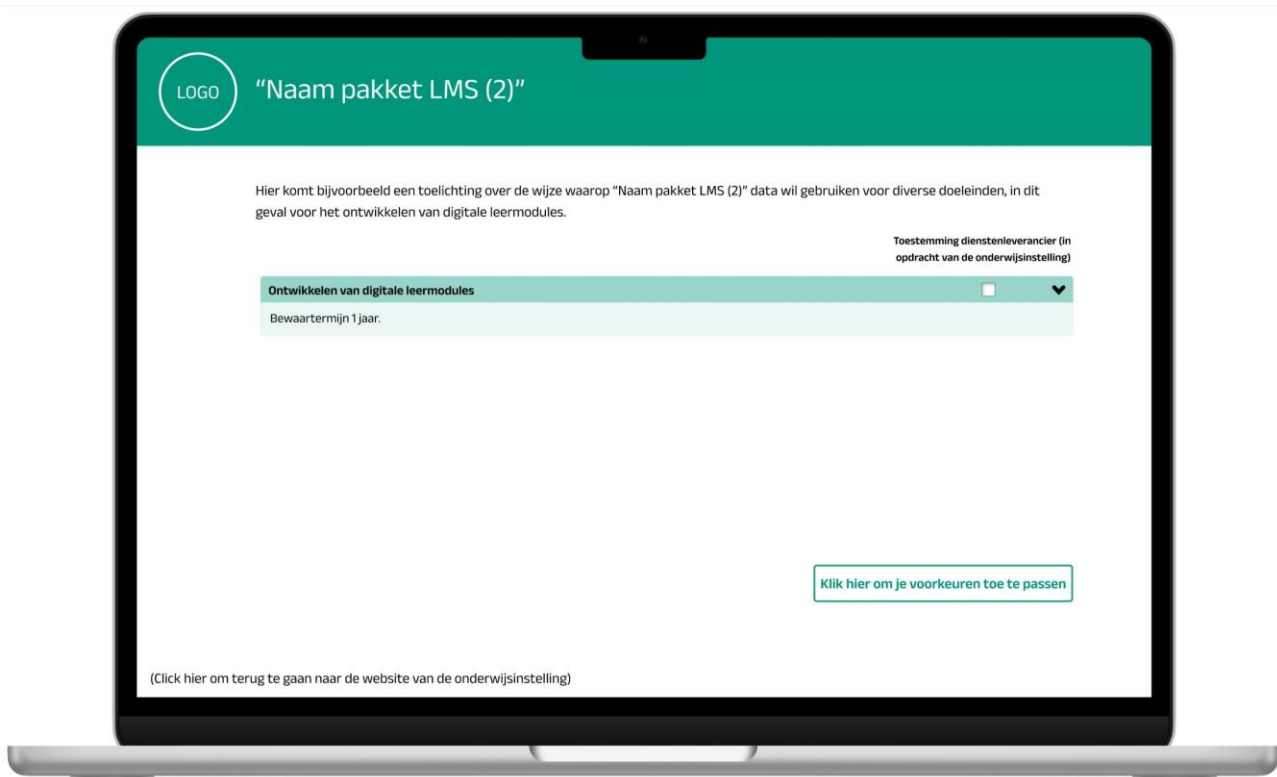 LOGO
“Naam pakket LMS (2)”
Hier komt bijvoorbeeld een toelichting over de wijze waarop “Naam pakket LMS (2)” data wil gebruiken voor diverse doeleinden, in dit
geval voor het ontwikkelen van digitale leermodules.
Toestemming dienstenleverancier (in
opdracht van de onderwijsinstelling)
Ontwikkelen van digitale leermodules
Bewaartermijn 1 jaar.
Klik hier om je voorkeuren toe te passen
(Click hier om terug te gaan naar de website van de onderwijsinstelling)